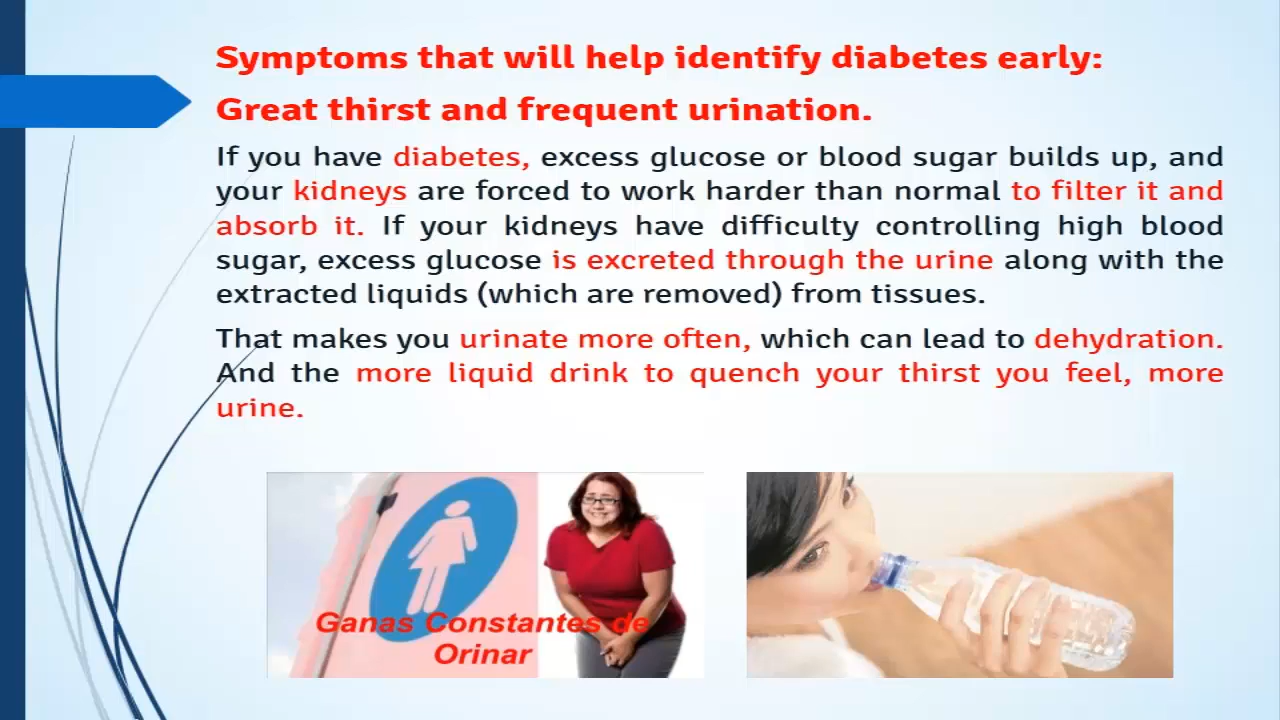 Symptoms that will help identify diabetes early:
Great thirst and frequent urination.
If you have diabetes, excess glucose or blood sugar builds up, and
your kidneys are forced to work harder than normal to filter it and
absorb it. If your kidneys have difficulty controlling high blood
sugar, excess glucose is excreted through the urine along with the
extracted liquids (which are removed) from tissues.
That makes you urinate more often, which can lead to dehydration.
And the more liquid drink to quench your thirst you feel, more
urine.
Ganas Constantes de
Orinar